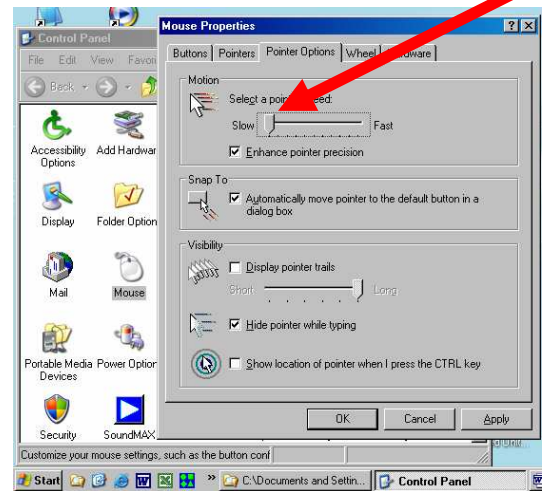 Control Panel
Mouse Properties
File Edit View Favor
Buttons Pointers Pointer Options Wheel
Back
Motion
Select a
Slow Fast
Enhance pointer precision
Accessibility Options
Add Hardwar
Snap To
Automatically move pointer to the default button in a
dialog box
Display
Folder Option
Visibility
Display pointer trails
Short Long
Mail
Mouse
Hide pointer while typing
Portable Media Devices
Power Option
Show location of pointer when I press the CTRL key
Security
SoundMAX
OK Cancel Apply
Customize your mouse settings, such as the button conf
Start
W
»
C:\Documents and Settin...
Control Panel